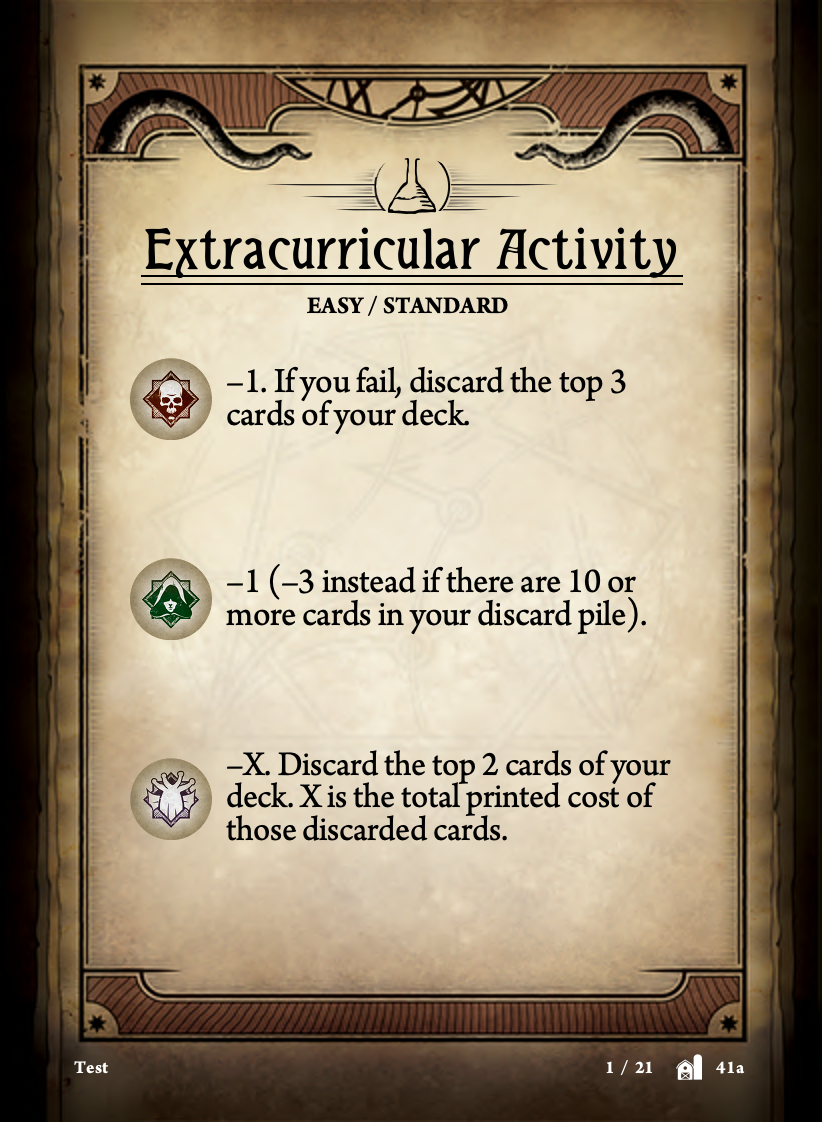 Extracurricular Activity
EASY / STANDARD
–1. If you fail, discard the top 3
cards of your deck.
–1 (–3 instead if there are 10 or
more cards in your discard pile).
–X. Discard the top 2 cards of your
deck. X is the total printed cost of
those discarded cards.
Test
1 / 21
41a